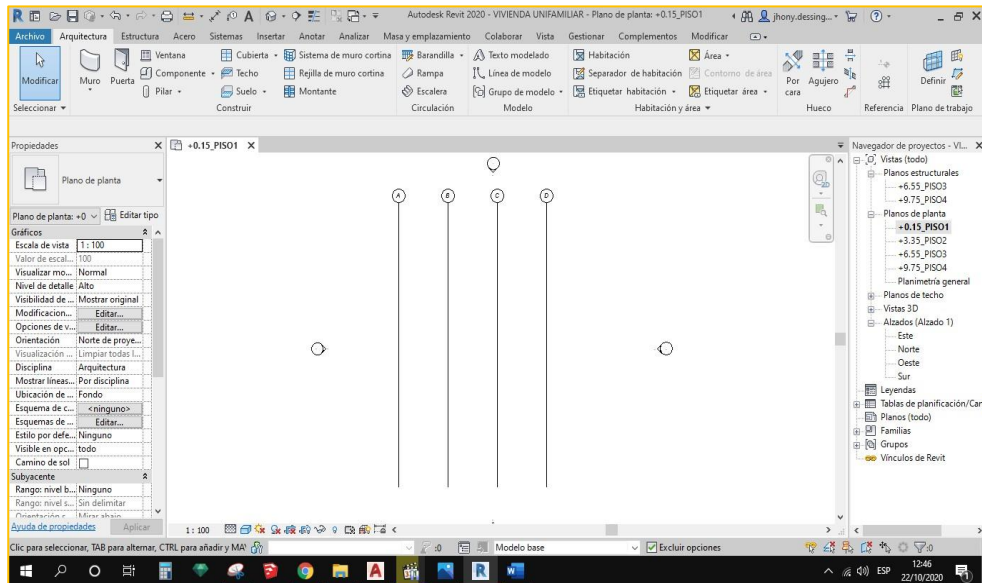 Autodesk Revit 2020 - VIVIENDA UNIFAMILIAR - Plano de planta: +0.15_PISO1
jhony.dessing...
Archivo Arquitectura Estructura Acero Sistemas Insertar Anotar Analizar Masa y emplazamiento Colaborar Vista Gestionar Complementos Modificar
Modificar
Muro
Puerta
Ventana
Componente
Pilar
Cubierta
Techo
Suelo
Sistema de muro cortina
Rejilla de muro cortina
Montante
Barandilla
Rampa
Escalera
Texto modelado
Línea de modelo
Grupo de modelo
Habitación
Separador de habitación
Etiquetar habitación
Área
Contorno de área
Etiquetar área
Por cara
Agujero
Definir
Seleccionar
Construir
Circulación
Modelo
Habitación y área
Hueco
Referencia
Plano de trabajo
Propiedades
Plano de planta
Plano de planta: +0
Editar tipo
Gráficos
Escala de vista 1 : 100
Valor de escal... 100
Visualizar mo... Normal
Nivel de detalle Alto
Visibilidad de ... Mostrar original
Modificacion... Editar...
Opciones de v... Editar...
Orientación Norte de proye...
Visualización ... Limpiar todas l...
Disciplina Arquitectura
Mostrar líneas... Por disciplina
Ubicación de ... Fondo
Esquema de c... <ninguno>
Esquemas de ... Editar...
Estilo por defe... Ninguno
Visible en opc... todo
Camino de sol
Subyacente
Rango: nivel b... Ninguno
Rango: nivel s... Sin delimitar
Orientación c... Mirar abajo
Ayuda de propiedades
Aplicar
+0.15_PISO1
A B C D
1 : 100
Navegador de proyectos - VI...
Vistas (todo)
Planos estructurales
+6.55_PISO3
+9.75_PISO4
Planos de planta
+0.15_PISO1
+3.35_PISO2
+6.55_PISO3
+9.75_PISO4
Planimetría general
Planos de techo
Vistas 3D
Alzados (Alzado 1)
Este
Norte
Oeste
Sur
Leyendas
Tablas de planificación/Car
Planos (todo)
Familias
Grupos
Vínculos de Revit
Clic para seleccionar, TAB para alternar, CTRL para añadir y MAY
:0
Modelo base
Excluir opciones
:0
ESP
12:46
22/10/2020